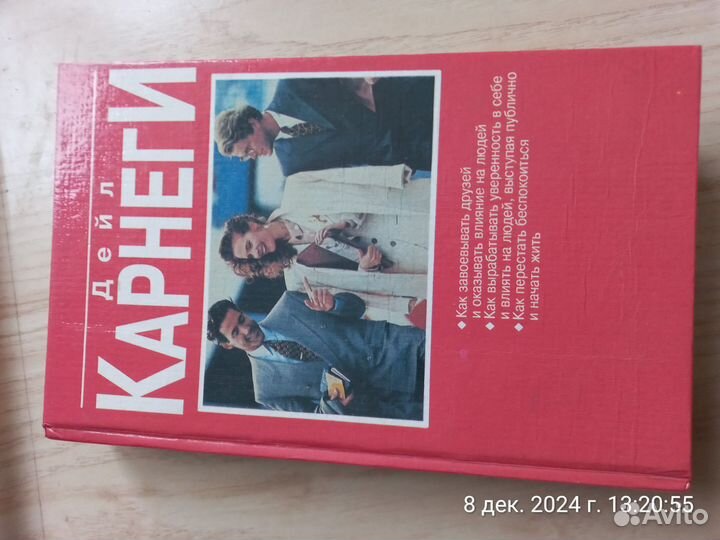 Дейл
КАРНЕГИ
◆ Как завоевывать друзей
и оказывать влияние на людей
◆ Как вырабатывать уверенность в себе
и влиять на людей, выступая публично
◆ Как перестать беспокоиться
и начать жить
8 дек. 2024 г. 13:20:55
Avito